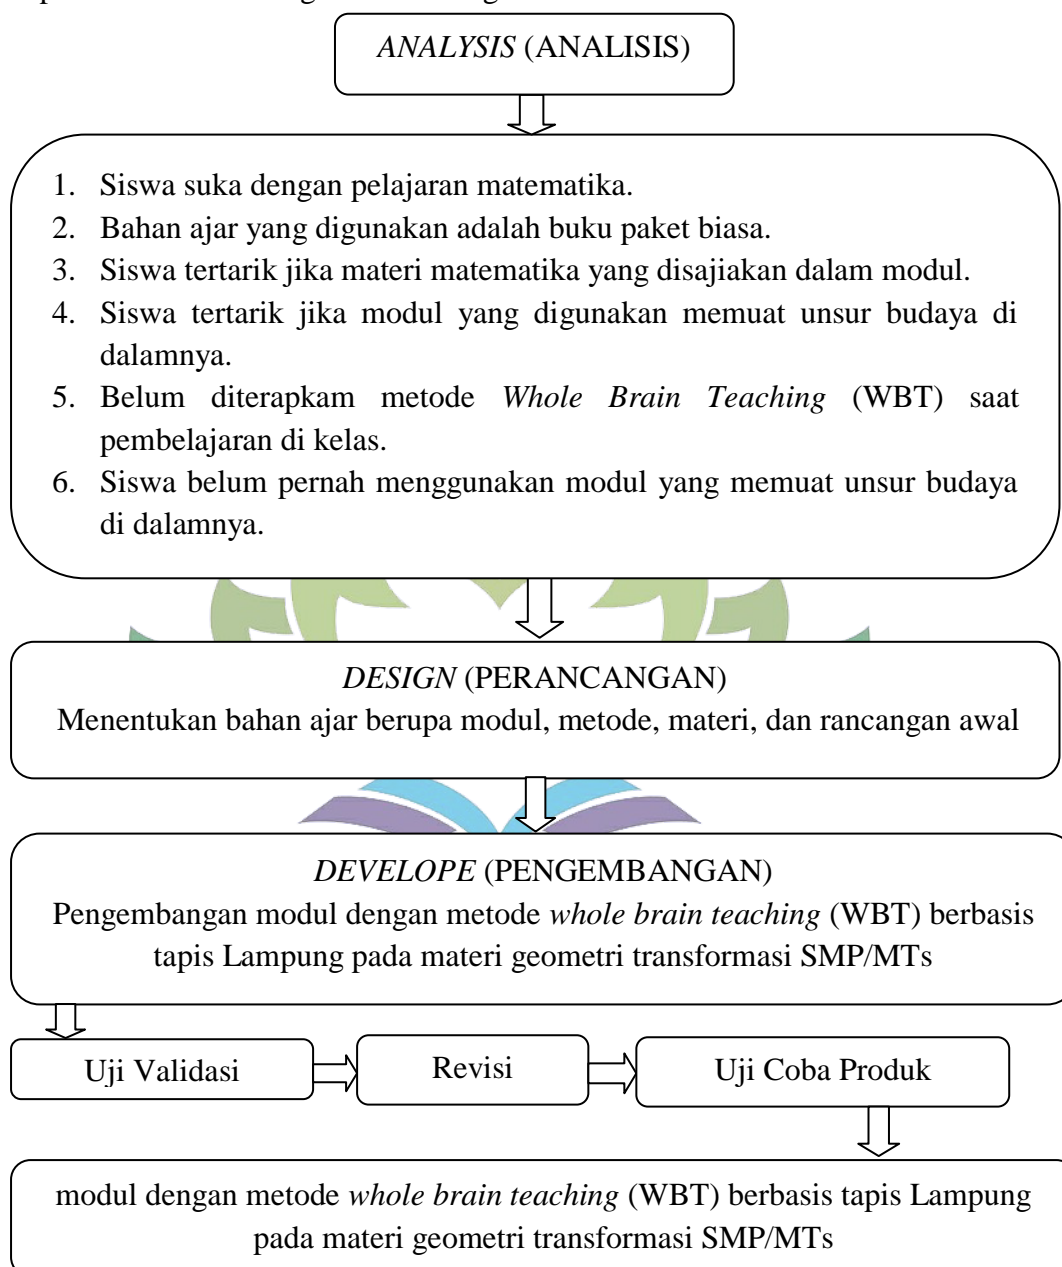 ANALYSIS (ANALISIS)
1. Siswa suka dengan pelajaran matematika.
2. Bahan ajar yang digunakan adalah buku paket biasa.
3. Siswa tertarik jika materi matematika yang disajiakan dalam modul.
4. Siswa tertarik jika modul yang digunakan memuat unsur budaya di
dalamnya.
5. Belum diterapkam metode Whole Brain Teaching (WBT) saat
pembelajaran di kelas.
6. Siswa belum pernah menggunakan modul yang memuat unsur budaya
di dalamnya.
DESIGN (PERANCANGAN)
Menentukan bahan ajar berupa modul, metode, materi, dan rancangan awal
DEVELOPE (PENGEMBANGAN)
Pengembangan modul dengan metode whole brain teaching (WBT) berbasis
tapis Lampung pada materi geometri transformasi SMP/MTs
Uji Validasi
Revisi
Uji Coba Produk
modul dengan metode whole brain teaching (WBT) berbasis tapis Lampung
pada materi geometri transformasi SMP/MTs